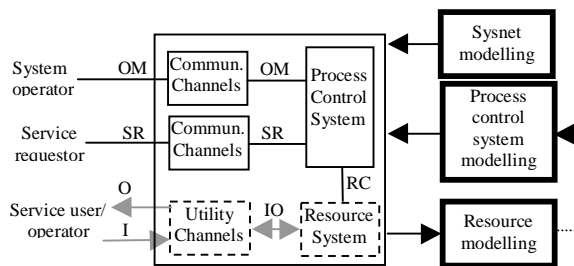 System
operator
OM
Commun.
Channels
OM
Process
Control
System
Sysnet
modelling
Service
requestor
SR
Commun.
Channels
SR
Process
control
system
modelling
RC
O
Service user/
operator
I
Utility
Channels
IO
Resource
System
Resource
modelling